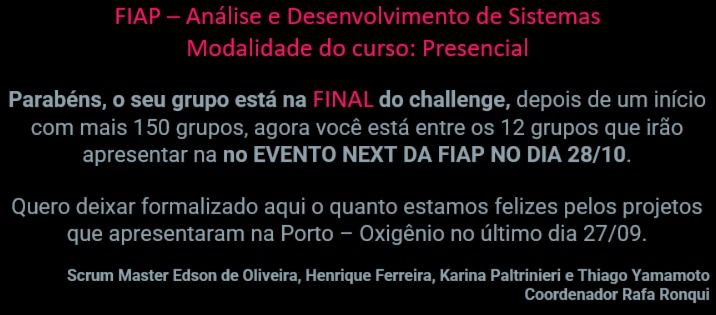 FIAP – Análise e Desenvolvimento de Sistemas
Modalidade do curso: Presencial
Parabéns, o seu grupo está na FINAL do challenge, depois de um início
com mais 150 grupos, agora você está entre os 12 grupos que irão
apresentar na no EVENTO NEXT DA FIAP NO DIA 28/10.
Quero deixar formalizado aqui o quanto estamos felizes pelos projetos
que apresentaram na Porto – Oxigênio no último dia 27/09.
Scrum Master Edson de Oliveira, Henrique Ferreira, Karina Paltrinieri e Thiago Yamamoto
Coordenador Rafa Ronqui